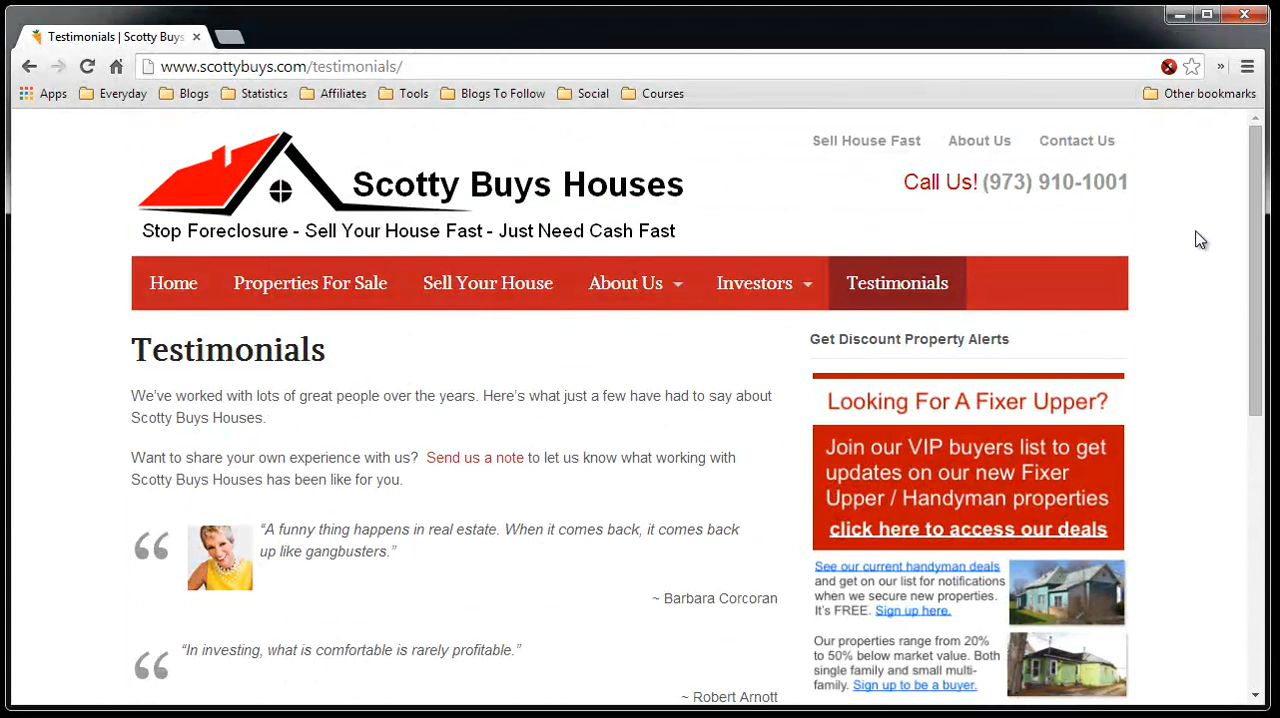 Testimonials | Scotty Buys
www.scottybuys.com/testimonials/
Apps Everyday Blogs Statistics Affiliates Tools Blogs To Follow Social Courses Other bookmarks
Sell House Fast About Us Contact Us
Call Us! (973) 910-1001
Scotty Buys Houses
Stop Foreclosure - Sell Your House Fast - Just Need Cash Fast
Home Properties For Sale Sell Your House About Us Investors Testimonials
Testimonials
We've worked with lots of great people over the years. Here's what just a few have had to say about
Scotty Buys Houses.
Want to share your own experience with us? Send us a note to let us know what working with
Scotty Buys Houses has been like for you.
“A funny thing happens in real estate. When it comes back, it comes back
up like gangbusters.”
~ Barbara Corcoran
“In investing, what is comfortable is rarely profitable.”
~ Robert Arnott
Get Discount Property Alerts
Looking For A Fixer Upper?
Join our VIP buyers list to get
updates on our new Fixer
Upper / Handyman properties
click here to access our deals
See our current handyman deals
and get on our list for notifications
when we secure new properties.
It's FREE. Sign up here.
Our properties range from 20%
to 50% below market value. Both
single family and small multi-
family. Sign up to be a buyer.